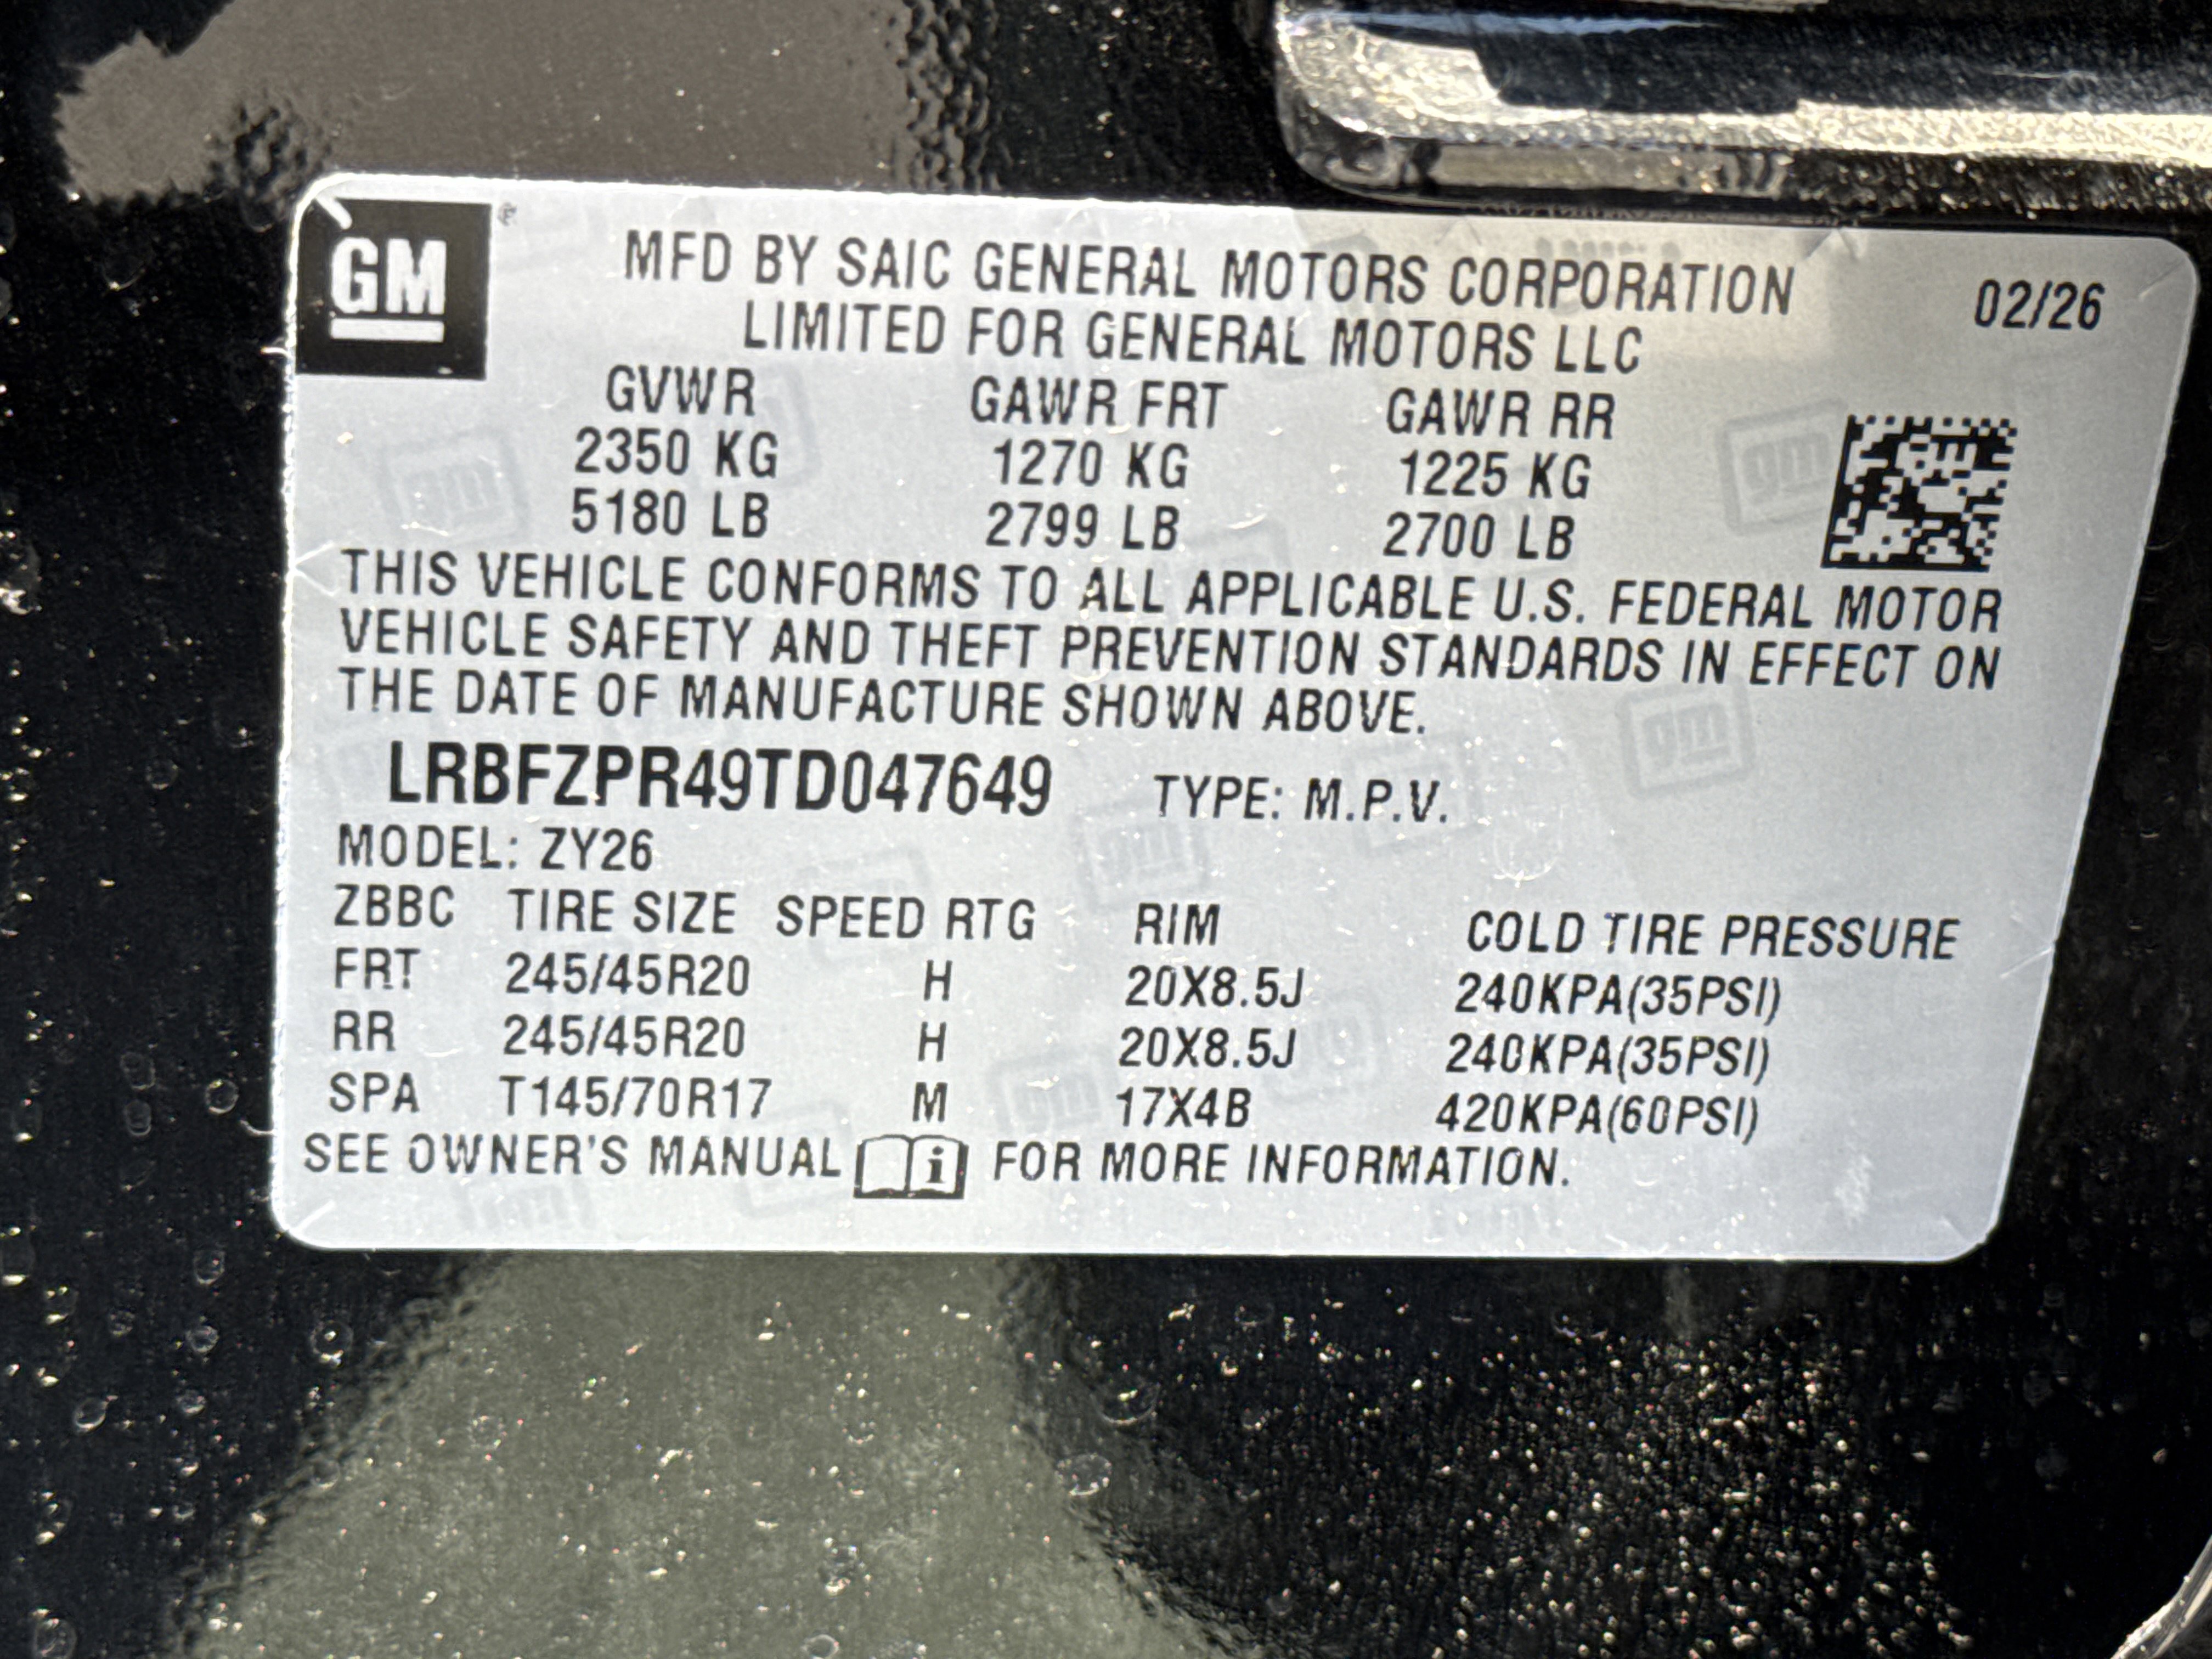 GM ®
MFD BY SAIC GENERAL MOTORS CORPORATION 02/26
LIMITED FOR GENERAL MOTORS LLC
GVWR GAWR FRT GAWR RR
2350 KG 1270 KG 1225 KG
5180 LB 2799 LB 2700 LB
THIS VEHICLE CONFORMS TO ALL APPLICABLE U.S. FEDERAL MOTOR
VEHICLE SAFETY AND THEFT PREVENTION STANDARDS IN EFFECT ON
THE DATE OF MANUFACTURE SHOWN ABOVE.
LRBFZPR49TD047649 TYPE: M.P.V.
MODEL: ZY26
ZBBC TIRE SIZE SPEED RTG RIM COLD TIRE PRESSURE
FRT 245/45R20 H 20X8.5J 240KPA(35PSI)
RR 245/45R20 H 20X8.5J 240KPA(35PSI)
SPA T145/70R17 M 17X4B 420KPA(60PSI)
SEE OWNER'S MANUAL i FOR MORE INFORMATION.